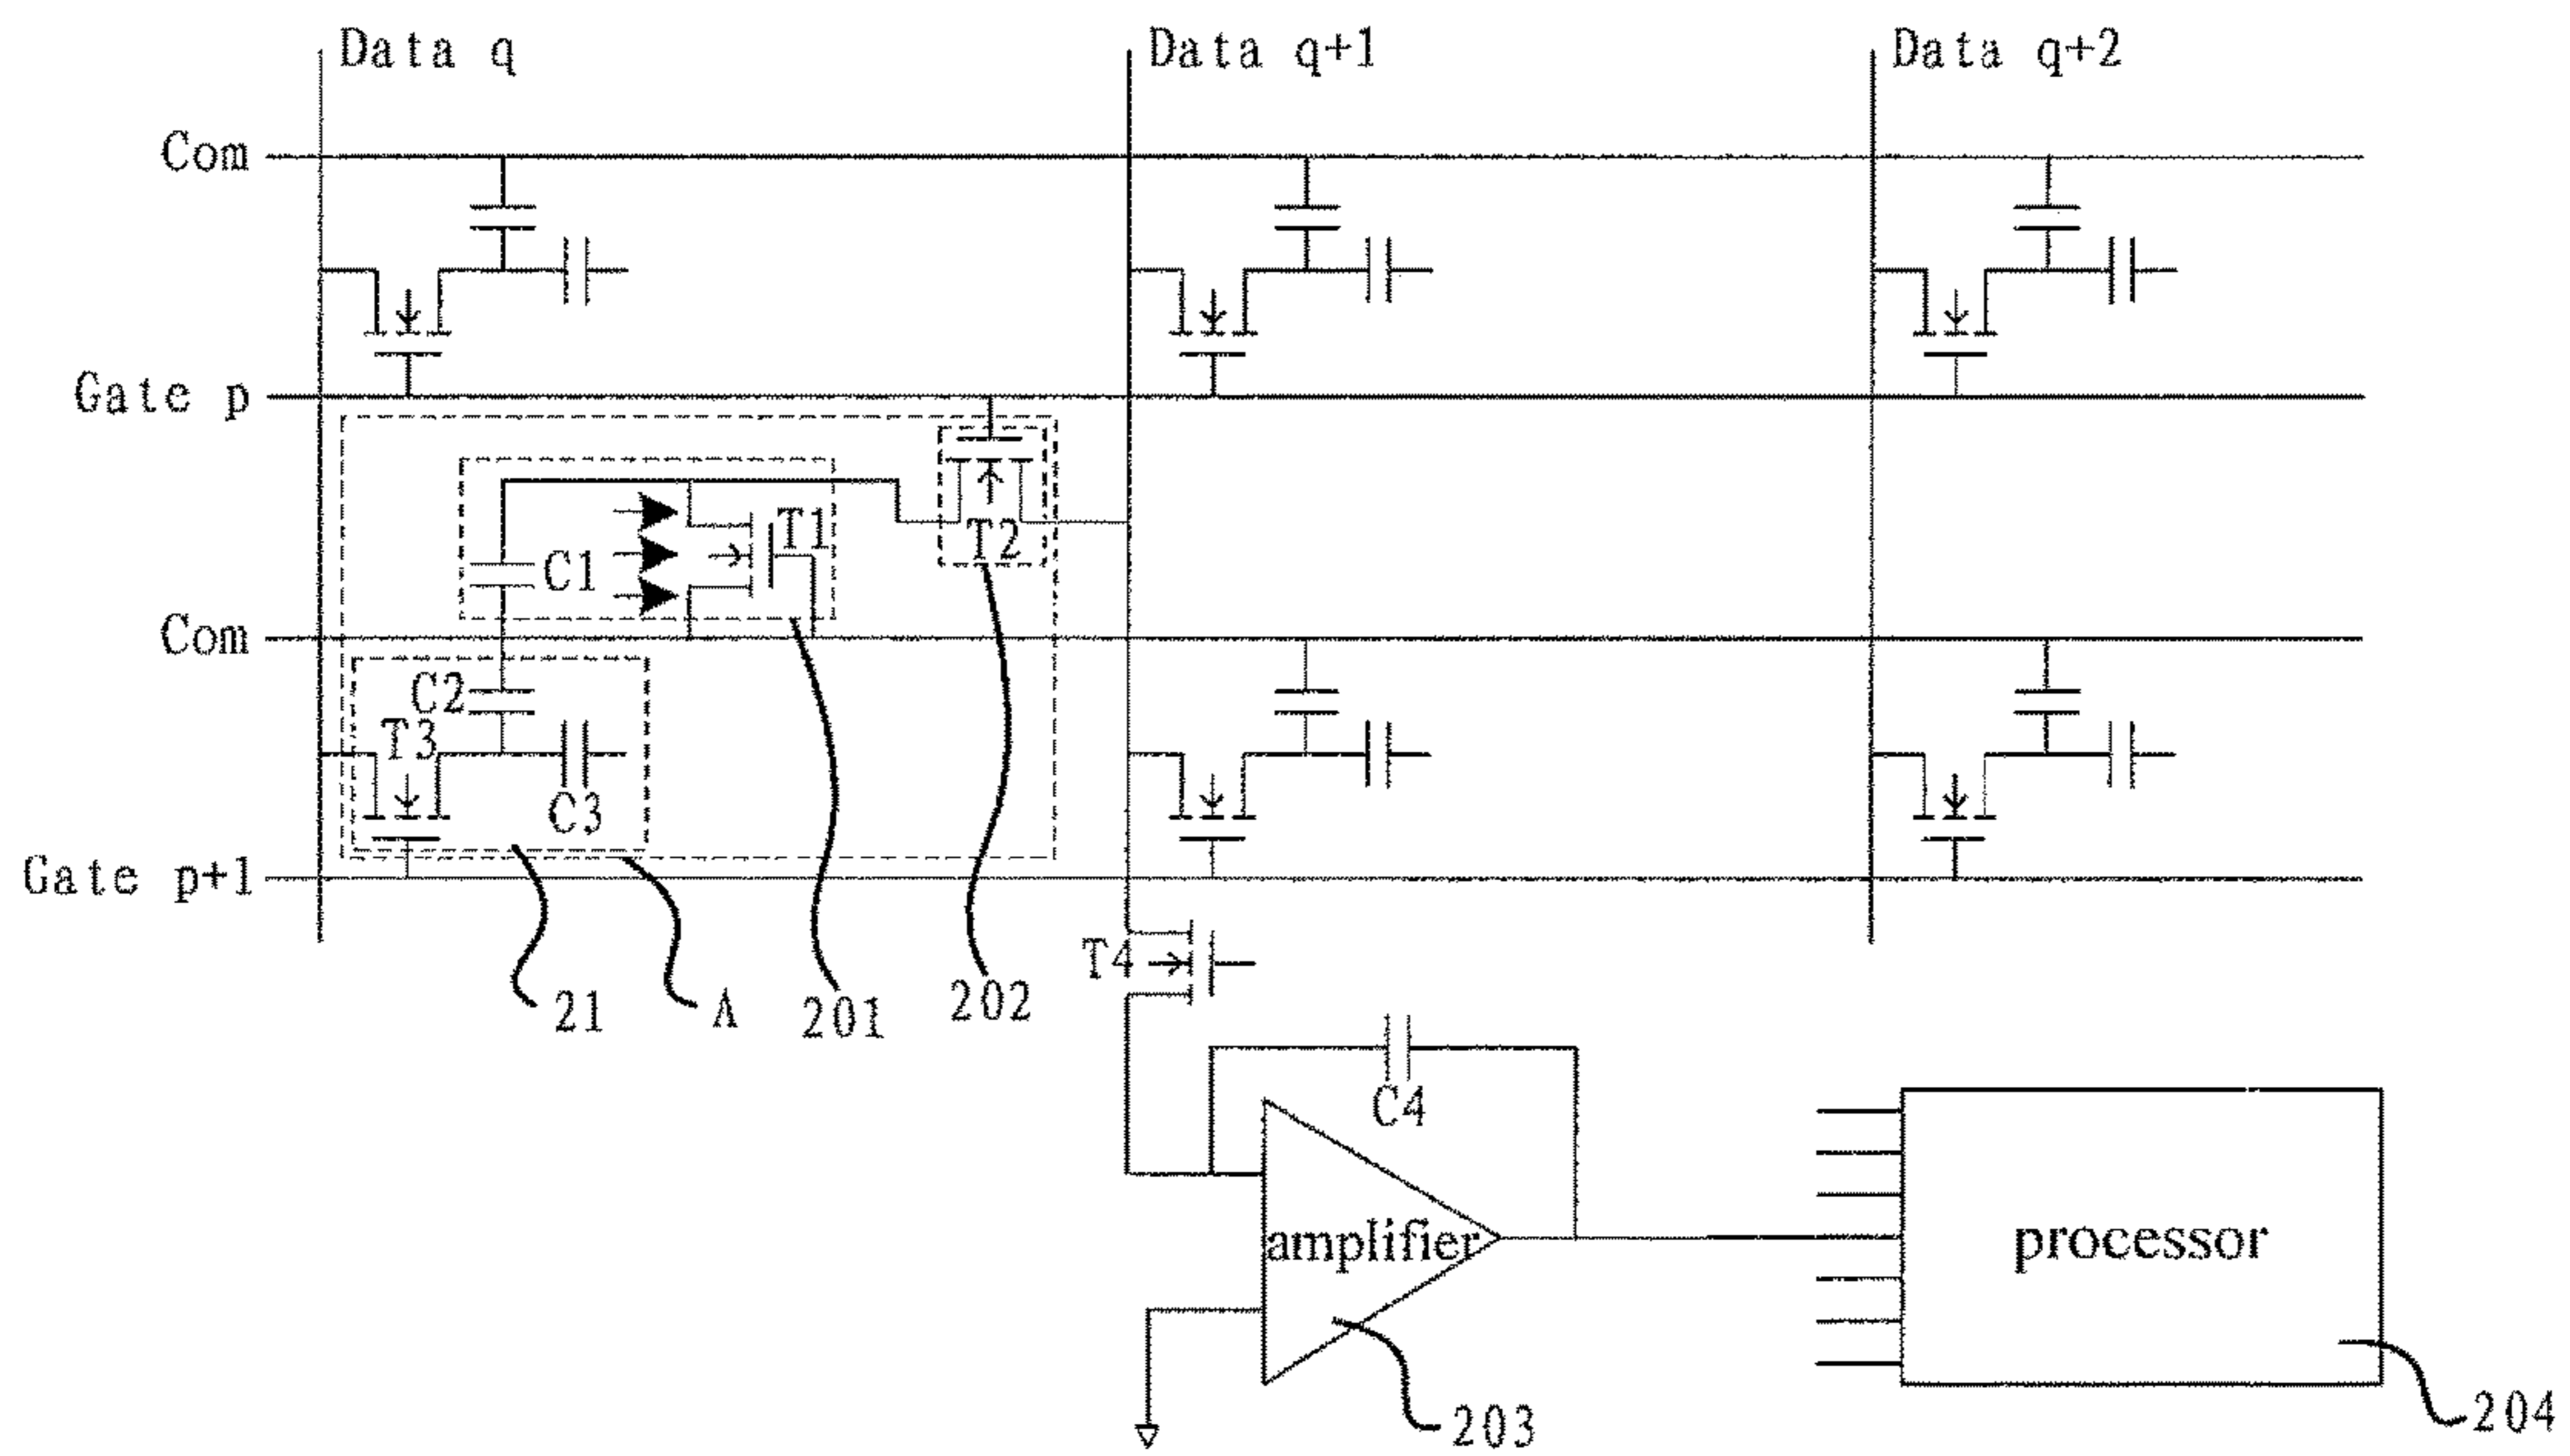 Data q
Data q+1
Data q+2
Com
Gate p
T1
T2
C1
Com
C2
T3
C3
Gate p+1
T4
21
A
201
202
C4
amplifier
processor
203
204